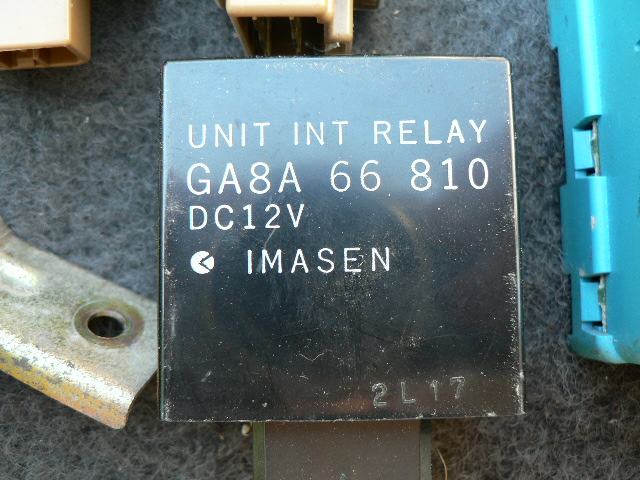 UNIT INT RELAY
GA8A 66 810
DC12V
IMASEN
2L17